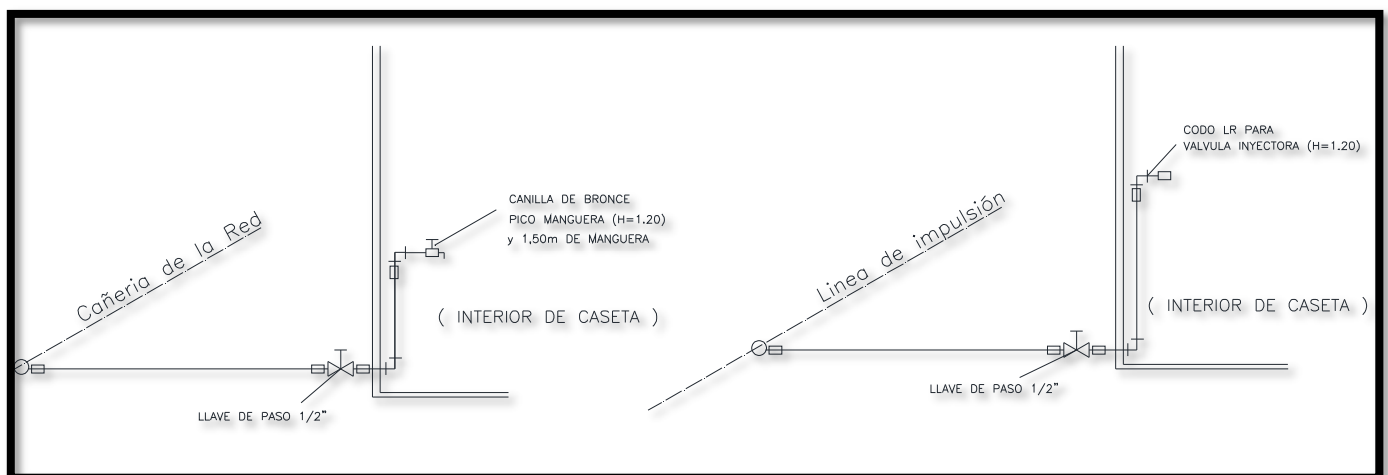 Cañeria de la Red
CANILLA DE BRONCE
PICO MANGUERA (H=1.20)
y 1,50m DE MANGUERA
( INTERIOR DE CASETA )
LLAVE DE PASO 1/2"
Linea de impulsión
CODO LR PARA
VALVULA INYECTORA (H=1.20)
( INTERIOR DE CASETA )
LLAVE DE PASO 1/2"